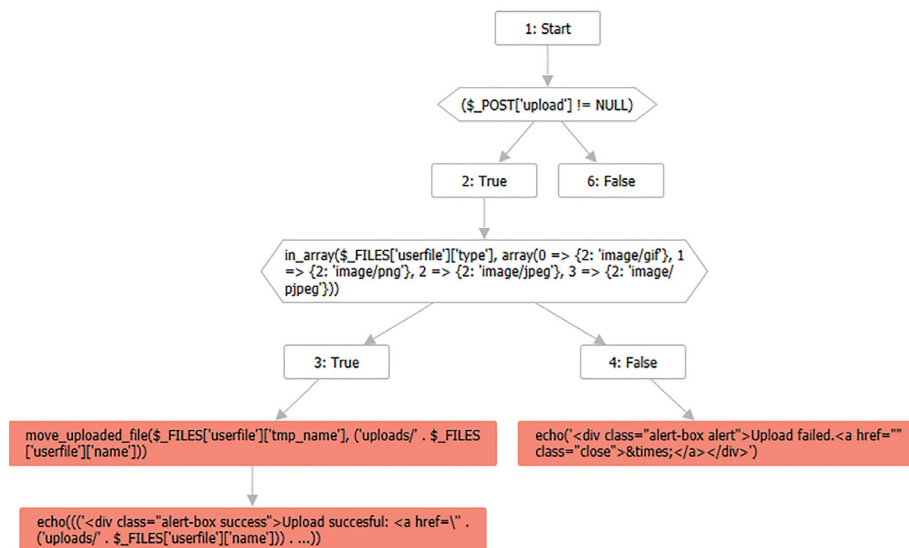 1: Start
($_POST['upload'] != NULL)
2: True
6: False
in_array($_FILES['userfile']['type'], array(0 => {2: 'image/gif'}, 1
=> {2: 'image/png'}, 2 => {2: 'image/jpeg'}, 3 => {2: 'image/
pjpeg'}))
3: True
4: False
move_uploaded_file($_FILES['userfile']['tmp_name'], ('uploads/' . $_FILES
['userfile']['name']))
echo('<div class="alert-box alert">Upload failed.<a href=""
class="close">&times;</a></div>')
echo((('<div class="alert-box success">Upload succesful: <a href=\" .
('uploads/' . $_FILES['userfile']['name'])) . ...))